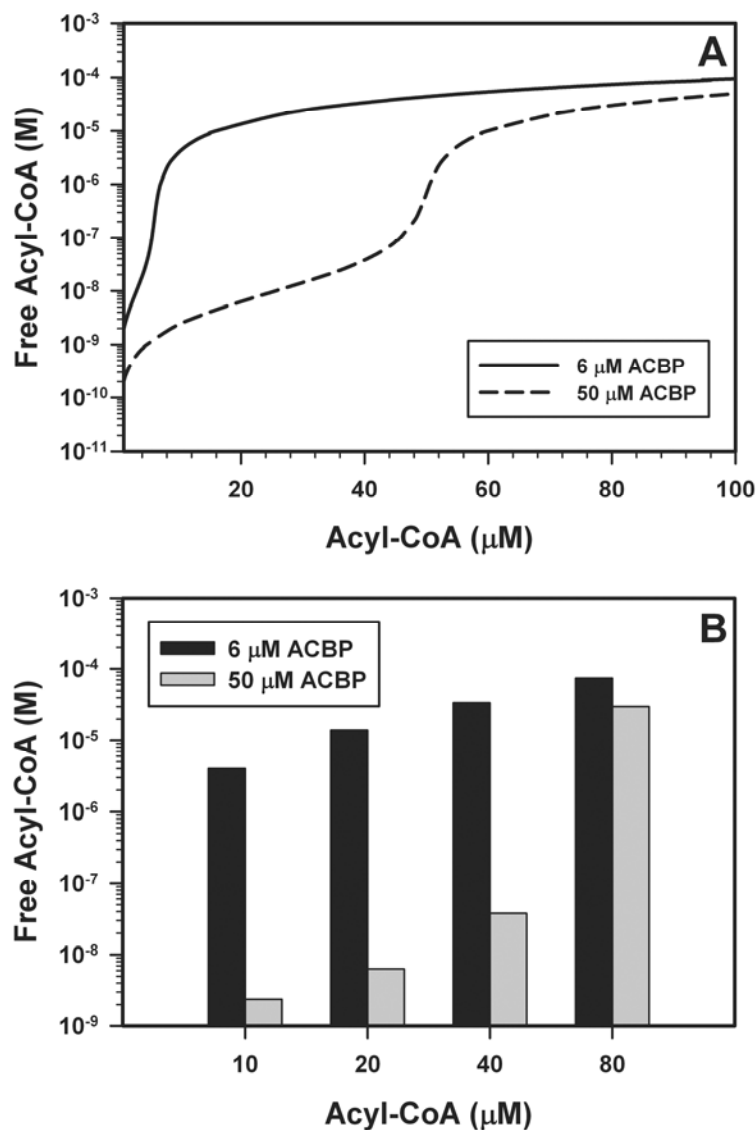 A
Free Acyl-CoA (M)
10⁻³
10⁻⁴
10⁻⁵
10⁻⁶
10⁻⁷
10⁻⁸
10⁻⁹
10⁻¹⁰
10⁻¹¹
6 μM ACBP
50 μM ACBP
20 40 60 80 100
Acyl-CoA (μM)
B
Free Acyl-CoA (M)
10⁻³
10⁻⁴
10⁻⁵
10⁻⁶
10⁻⁷
10⁻⁸
10⁻⁹
6 μM ACBP
50 μM ACBP
10 20 40 80
Acyl-CoA (μM)